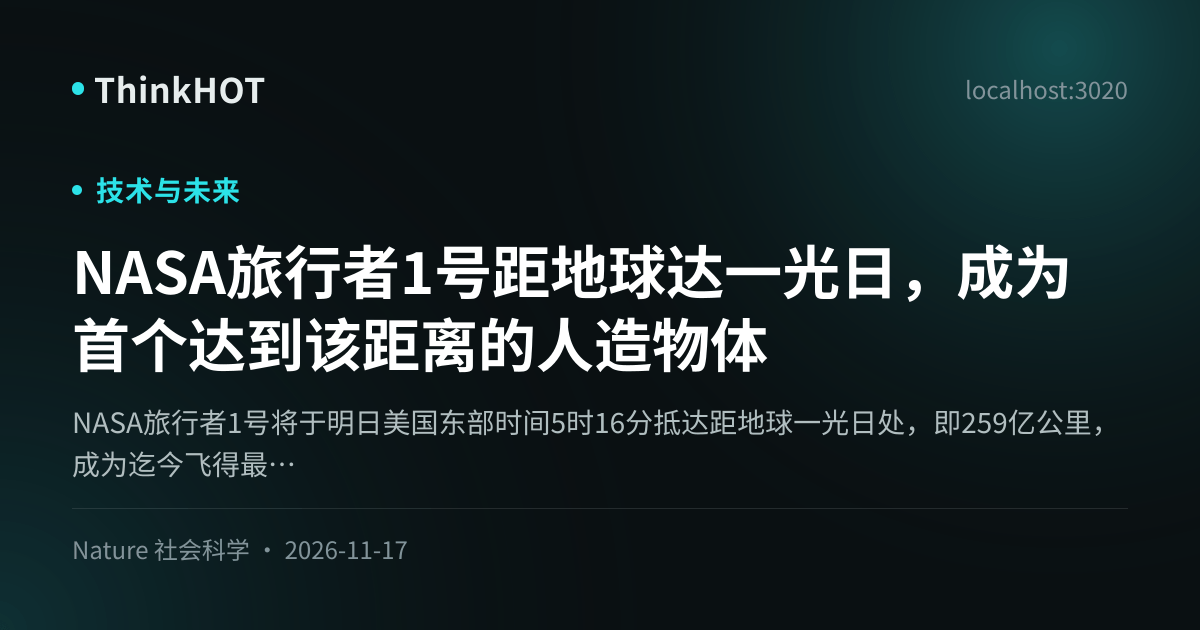 ThinkHOT
localhost:3020
技术与未来
NASA旅行者1号距地球达一光日，成为
首个达到该距离的人造物体
NASA旅行者1号将于明日美国东部时间5时16分抵达距地球一光日处，即259亿公里，
成为迄今飞得最…
Nature 社会科学 • 2026-11-17